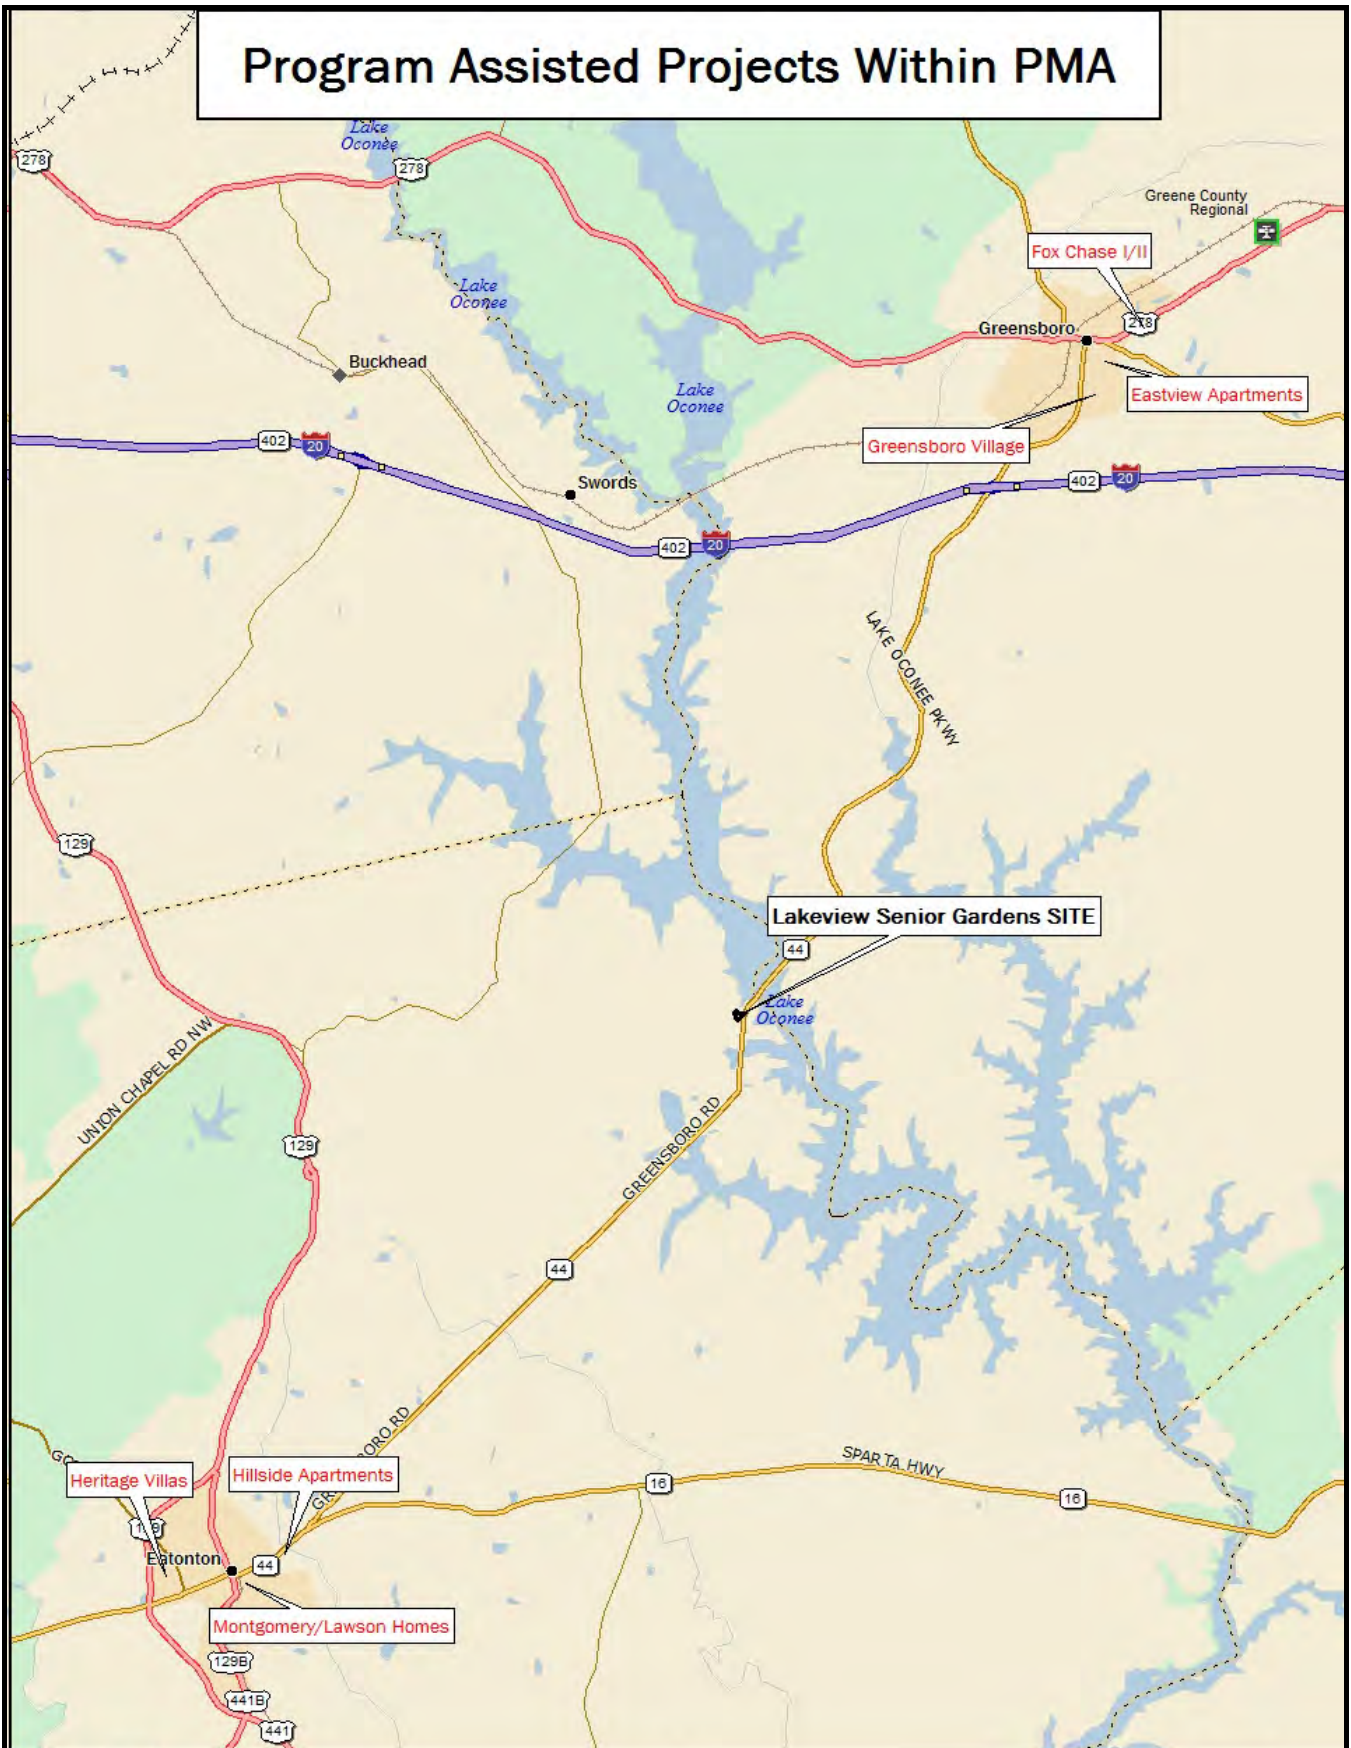 Program Assisted Projects Within PMA
Lake
Oconee
278
278
Greene County
Regional
Fox Chase I/II
Lake
Oconee
278
Greensboro
Buckhead
Lake
Oconee
Eastview Apartments
402
20
Greensboro Village
Swords
402
20
402
20
LAKE OCONEE PKWY
129
Lakeview Senior Gardens SITE
44
Lake
Oconee
UNION CHAPEL RD NW
129
GREENSBORO RD
44
SPARTA HWY
Heritage Villas
Hillside Apartments
16
16
Eatonton
44
Montgomery/Lawson Homes
129B
441B
441